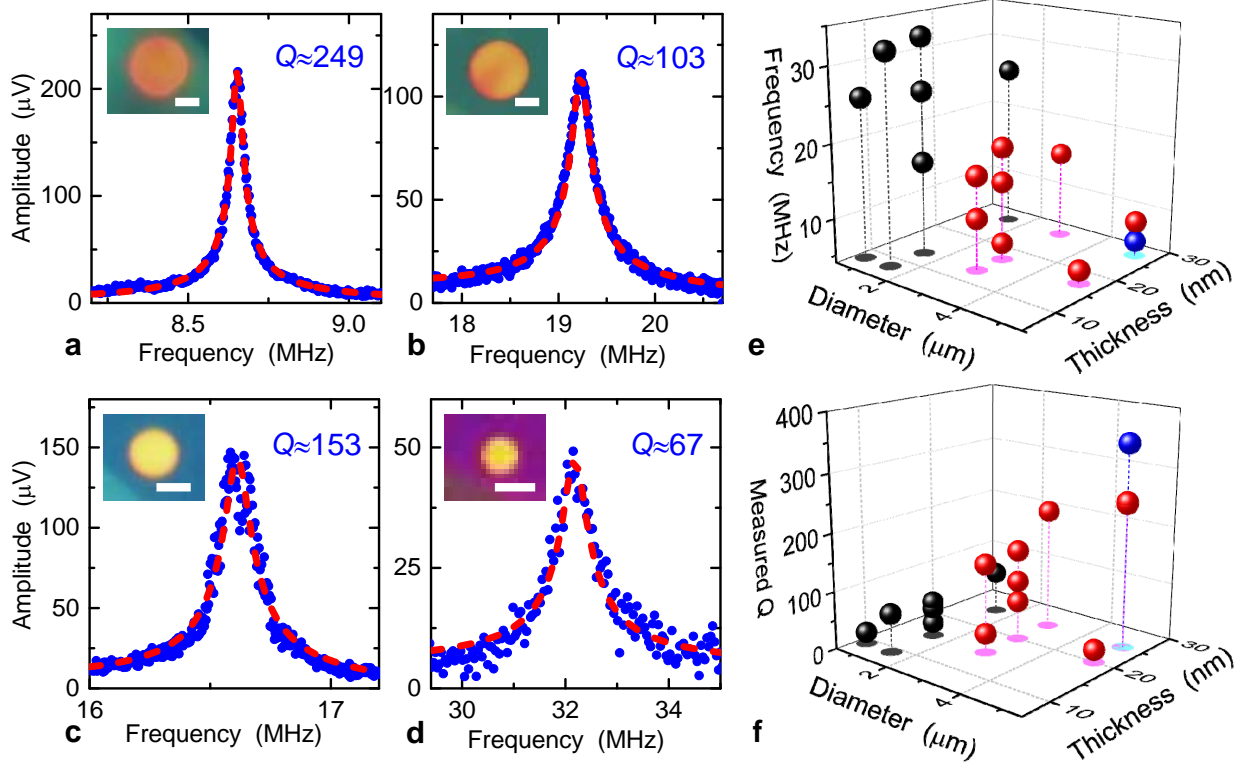 Amplitude (µV)
200
100
0
Q≈249
8.5
9.0
a
Frequency (MHz)
100
50
0
Q≈103
18
19
20
b
Frequency (MHz)
Frequency (MHz)
30
20
10
2
4
Diameter (µm)
10
20
30
Thickness (nm)
e
Amplitude (µV)
150
100
50
0
Q≈153
16
17
c
Frequency (MHz)
50
25
0
Q≈67
30
32
34
d
Frequency (MHz)
Measured Q
400
300
200
100
0
2
4
Diameter (µm)
10
20
30
Thickness (nm)
f